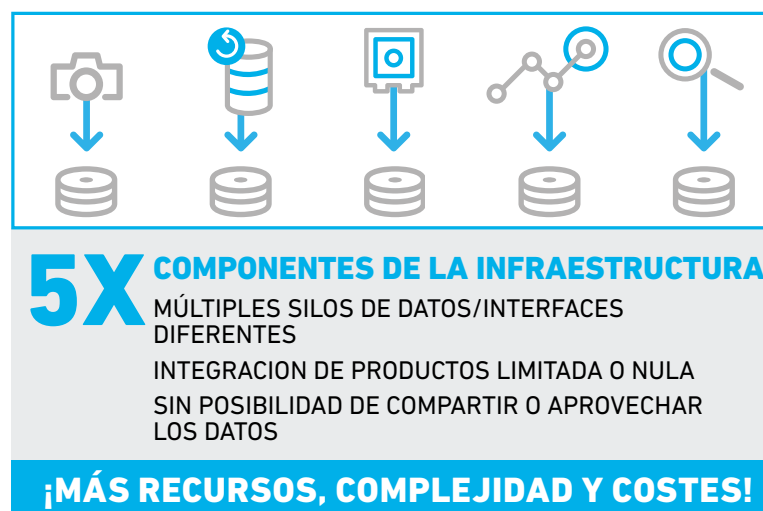 5X COMPONENTES DE LA INFRAESTRUCTURA
MÚLTIPLES SILOS DE DATOS/INTERFACES
DIFERENTES
INTEGRACION DE PRODUCTOS LIMITADA O NULA
SIN POSIBILIDAD DE COMPARTIR O APROVECHAR
LOS DATOS
¡MÁS RECURSOS, COMPLEJIDAD Y COSTES!